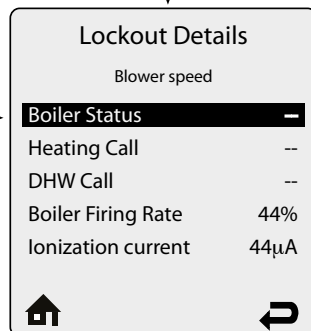 Lockout Details
Blower speed
Boiler Status –
Heating Call --
DHW Call --
Boiler Firing Rate 44%
Ionization current 44µA